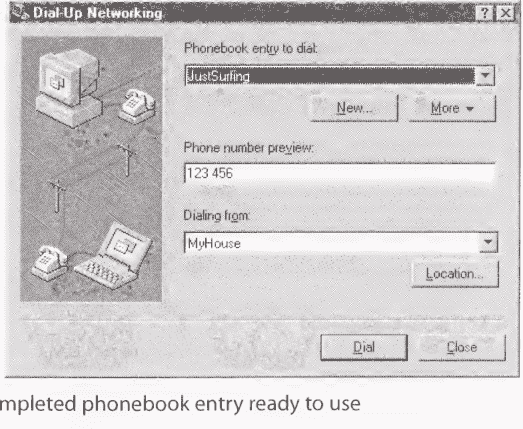 Dial-Up Networking
Phonebook entry to dial:
JustSurfing
New... More
Phone number preview:
123 456
Dialing from:
MyHouse
Location...
Dial Close
mpleted phonebook entry ready to use